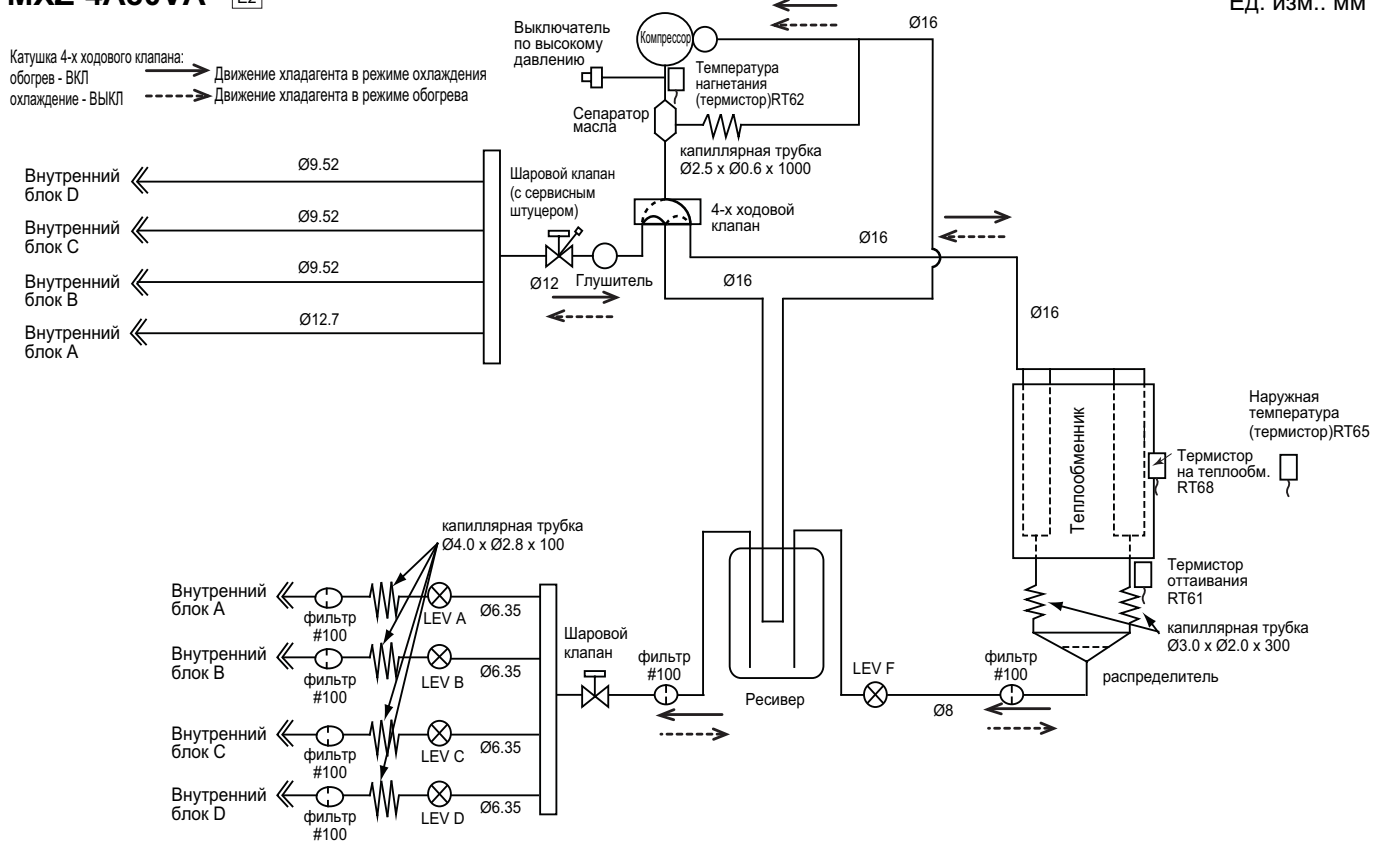 MXZ-4A80VA - E2
Ед. изм.: мм
Катушка 4-х ходового клапана:
обогрев - ВКЛ
охлаждение - ВЫКЛ
Движение хладагента в режиме охлаждения
Движение хладагента в режиме обогрева
Выключатель
по высокому
давлению
Компрессор
Ø16
Температура
нагнетания
(термистор)RT62
Сепаратор
масла
капиллярная трубка
Ø2.5 x Ø0.6 x 1000
Внутренний
блок D
Ø9.52
Внутренний
блок C
Ø9.52
Внутренний
блок B
Ø9.52
Внутренний
блок A
Ø12.7
Шаровой клапан
(с сервисным
штуцером)
4-х ходовой
клапан
Ø12
Глушитель
Ø16
Ø16
Ø16
Теплообменник
Наружная
температура
(термистор)RT65
Термистор
на теплообм.
RT68
Термистор
оттаивания
RT61
капиллярная трубка
Ø3.0 x Ø2.0 x 300
распределитель
капиллярная трубка
Ø4.0 x Ø2.8 x 100
Внутренний
блок A
фильтр
#100
LEV A
Ø6.35
Внутренний
блок B
фильтр
#100
LEV B
Ø6.35
Внутренний
блок C
фильтр
#100
LEV C
Ø6.35
Внутренний
блок D
фильтр
#100
LEV D
Ø6.35
Шаровой
клапан
фильтр
#100
Ресивер
LEV F
Ø8
фильтр
#100